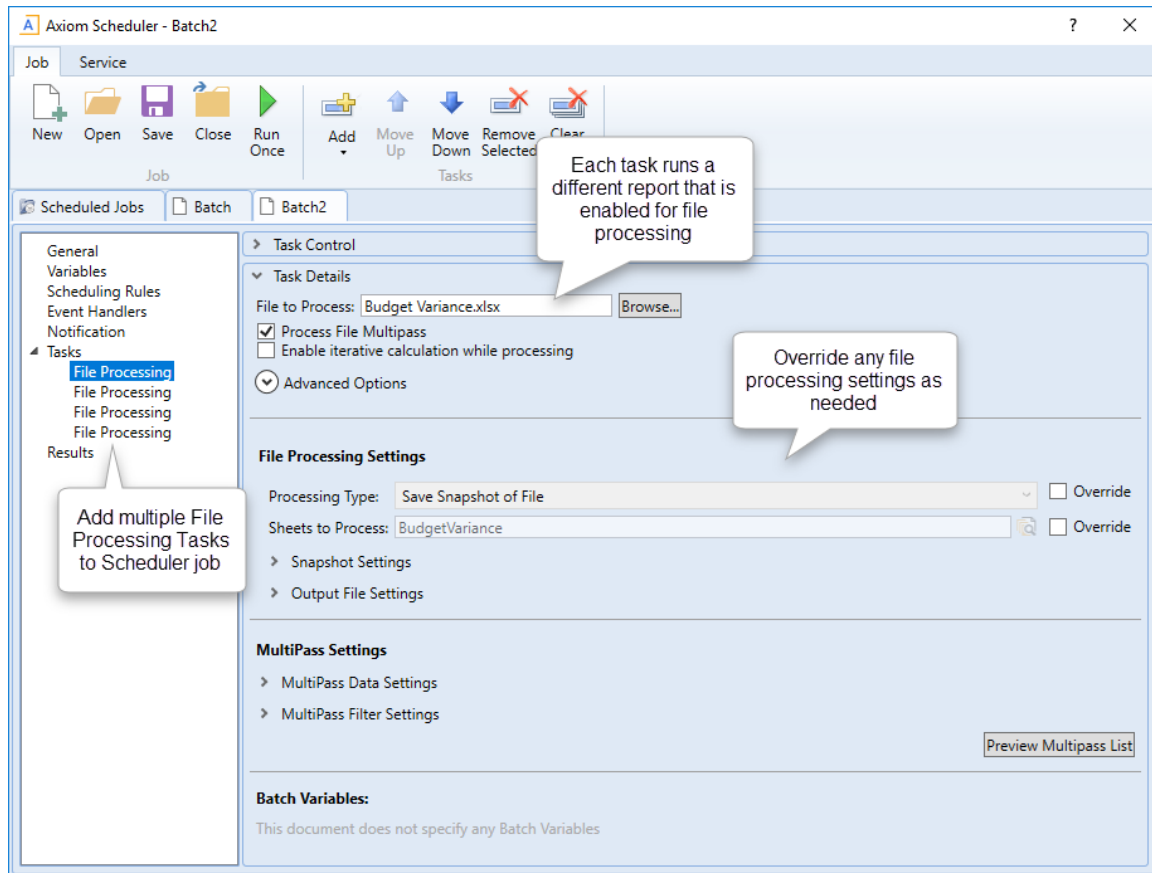 Axiom Scheduler - Batch2
?
Job Service
New Open Save Close Run Once Add Move Up Move Down Remove Selected Clear
Job Tasks
Each task runs a
different report that is
enabled for file
processing
Scheduled Jobs Batch Batch2
General
Variables
Scheduling Rules
Event Handlers
Notification
Tasks
File Processing
File Processing
File Processing
File Processing
Results
Add multiple File
Processing Tasks
to Scheduler job
Task Control
Task Details
File to Process: Budget Variance.xlsx Browse...
Process File Multipass
Enable iterative calculation while processing
Advanced Options
Override any file
processing settings as
needed
File Processing Settings
Processing Type: Save Snapshot of File Override
Sheets to Process: BudgetVariance Override
Snapshot Settings
Output File Settings
MultiPass Settings
MultiPass Data Settings
MultiPass Filter Settings
Preview Multipass List
Batch Variables:
This document does not specify any Batch Variables